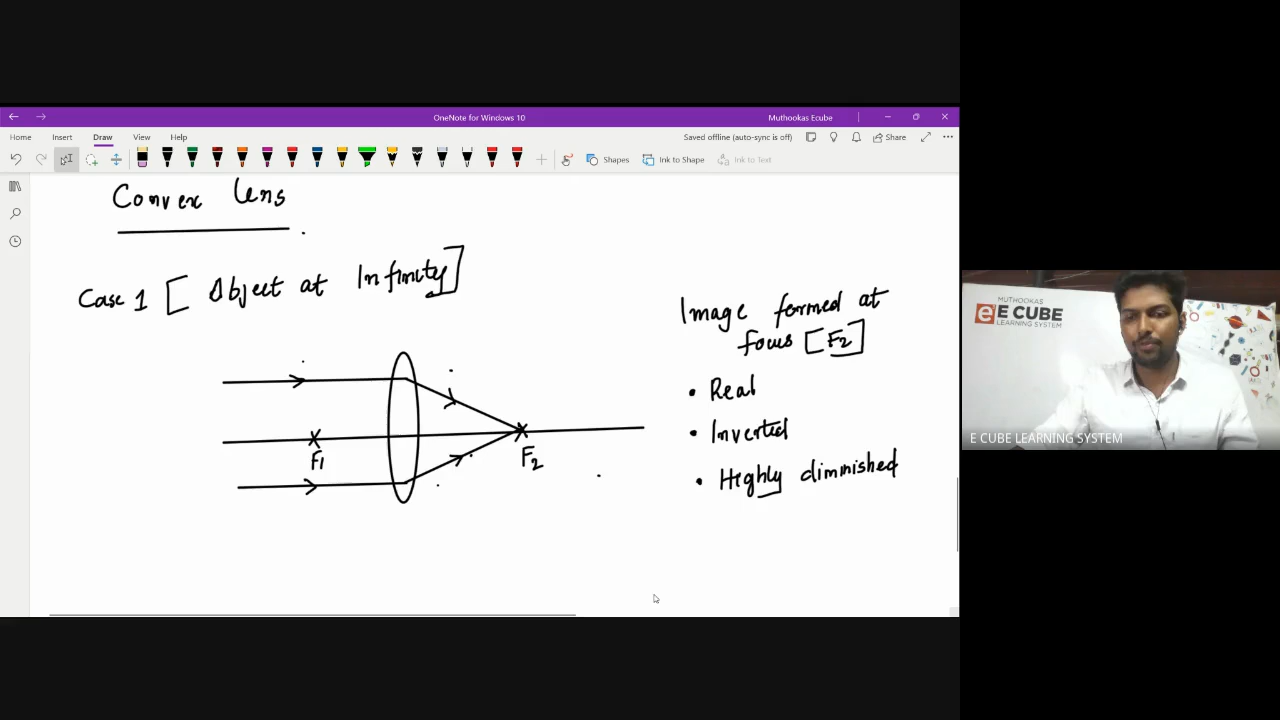 OneNote for Windows 10
Muthookas Ecube
Home Insert Draw View Help
Saved offline (auto-sync is off)
Share
Shapes
Ink to Shape
Ink to Text
Convex lens
Case 1 [Object at Infinity]
F1
F2
Image formed at
focus [F2]
• Real
• Inverted
• Highly diminished
MUTHOOKAS
e E CUBE
LEARNING SYSTEM
E CUBE LEARNING SYSTEM